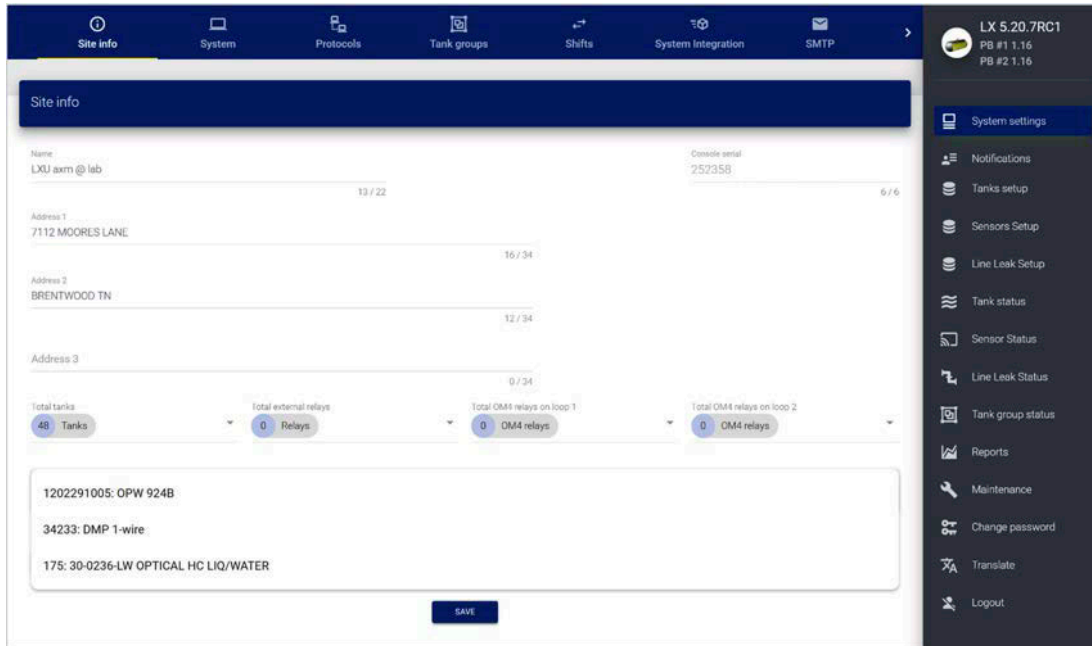 Site info
System
Protocols
Tank groups
Shifts
System Integration
SMTP
Site info
Name
LXU axm @ lab
13 / 22
Console serial
252358
6 / 6
Address 1
7112 MOORES LANE
16 / 34
Address 2
BRENTWOOD TN
12 / 34
Address 3
0 / 34
Total tanks
48 Tanks
Total external relays
0 Relays
Total OM4 relays on loop 1
0 OM4 relays
Total OM4 relays on loop 2
0 OM4 relays
1202291005: OPW 924B
34233: DMP 1-wire
175: 30-0236-LW OPTICAL HC LIQ/WATER
SAVE
LX 5.20.7RC1
PB #1 1.16
PB #2 1.16
System settings
Notifications
Tanks setup
Sensors Setup
Line Leak Setup
Tank status
Sensor Status
Line Leak Status
Tank group status
Reports
Maintenance
Change password
Translate
Logout